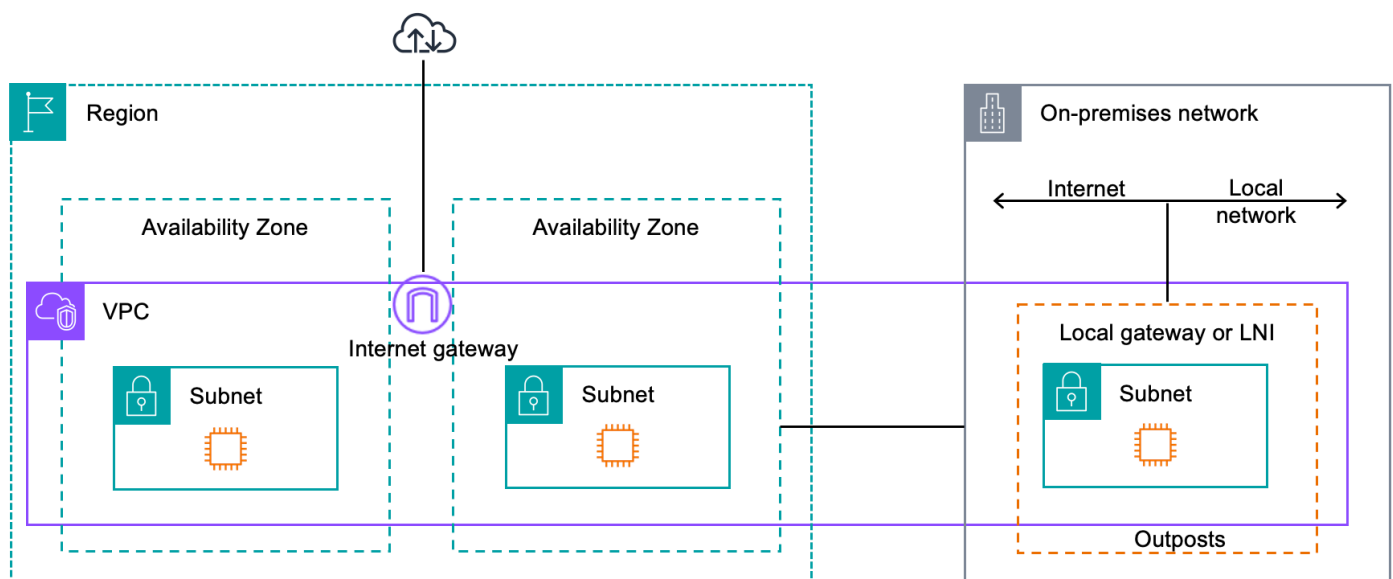 Region
On-premises network
Internet
Local
network
Availability Zone
Availability Zone
VPC
Internet gateway
Local gateway or LNI
Subnet
Subnet
Subnet
Outposts